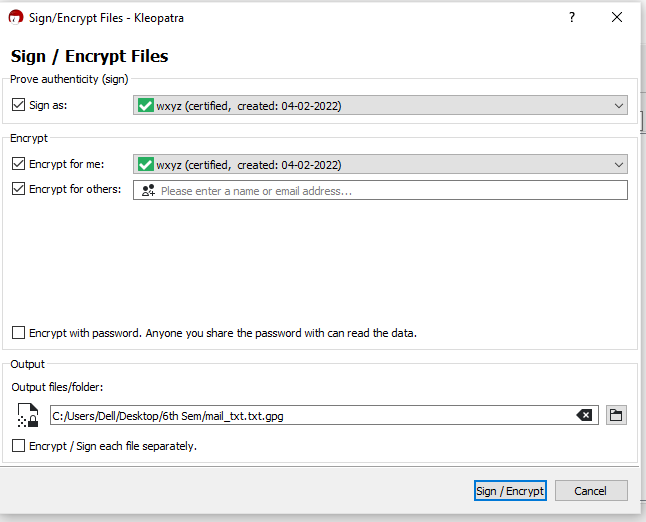 Sign/Encrypt Files - Kleopatra
Sign / Encrypt Files
Prove authenticity (sign)
Sign as:
wxyz (certified, created: 04-02-2022)
Encrypt
Encrypt for me:
wxyz (certified, created: 04-02-2022)
Encrypt for others:
Please enter a name or email address...
Encrypt with password. Anyone you share the password with can read the data.
Output
Output files/folder:
C:/Users/Dell/Desktop/6th Sem/mail_txt.txt.gpg
Encrypt / Sign each file separately.
Sign / Encrypt
Cancel